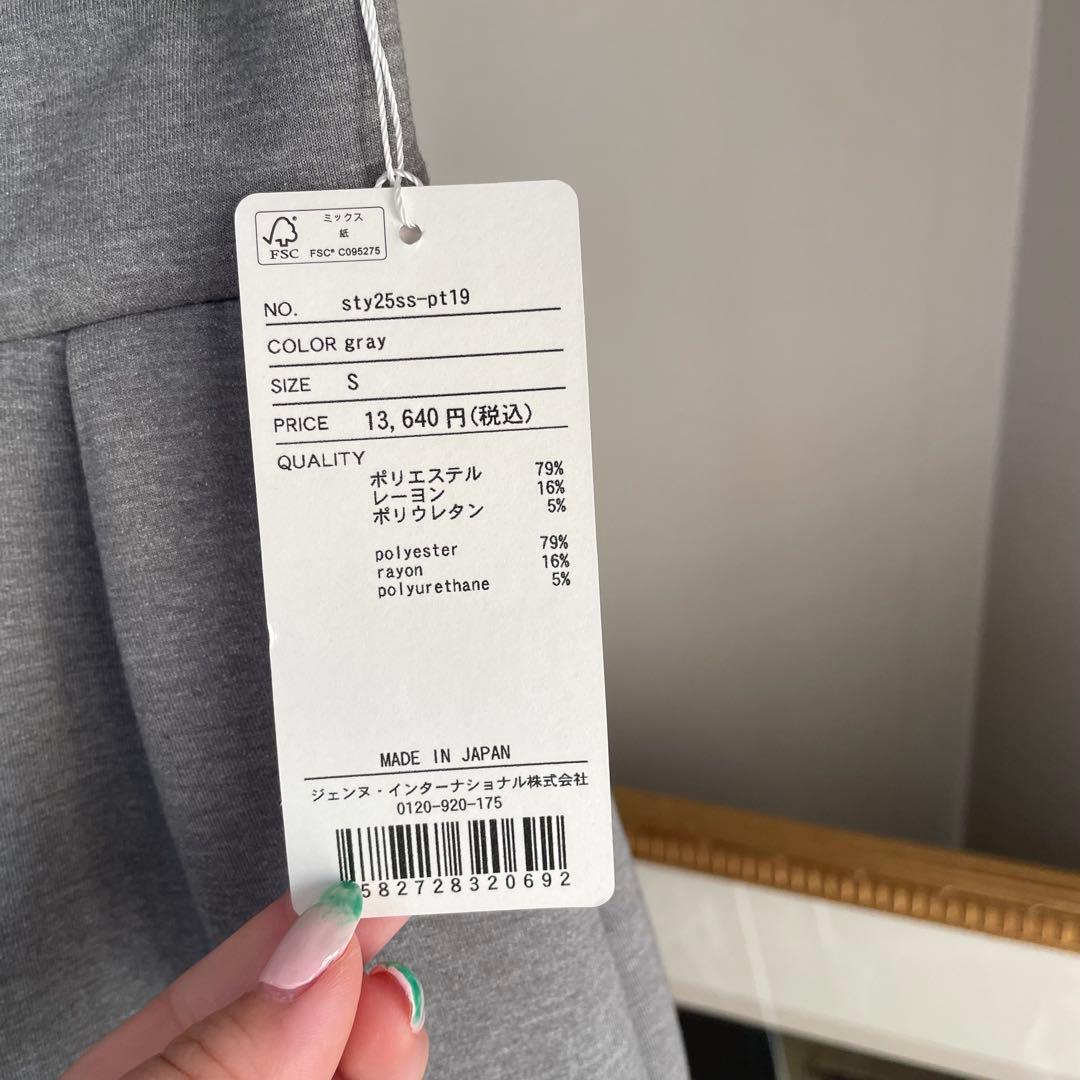 ミックス
紙
FSC® C095275
FSC
NO. sty25ss-pt19
COLOR gray
SIZE S
PRICE 13,640円(税込)
QUALITY
ポリエステル 79%
レーヨン 16%
ポリウレタン 5%
polyester 79%
rayon 16%
polyurethane 5%
MADE IN JAPAN
ジェンヌ・インターナショナル株式会社
0120-920-175
582728320692